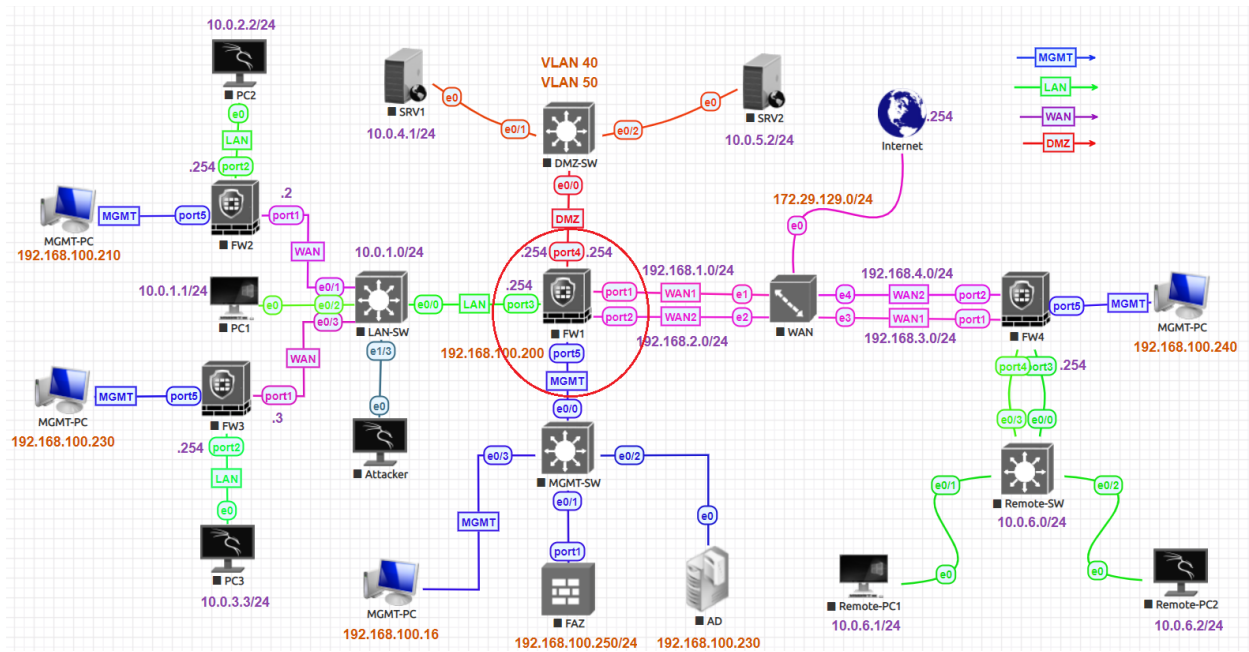 10.0.2.2/24
PC2
e0
LAN
.254
port2
MGMT
port5
FW2
port1
.2
WAN
MGMT-PC
192.168.100.210
10.0.1.1/24
PC1
e0
e0/1
e0/2
e0/3
10.0.1.0/24
LAN-SW
e0/0
LAN
port3
.254
WAN
e1/3
e0
Attacker
MGMT-PC
192.168.100.230
MGMT
port5
FW3
port1
.3
.254
port2
LAN
e0
PC3
10.0.3.3/24
VLAN 40
VLAN 50
SRV1
10.0.4.1/24
e0
e0/1
DMZ-SW
e0/2
e0
SRV2
10.0.5.2/24
e0/0
DMZ
.254
port4
.254
FW1
192.168.100.200
port5
MGMT
e0/0
port1
WAN1
e1
192.168.1.0/24
port2
WAN2
e2
192.168.2.0/24
WAN
e0
172.29.129.0/24
Internet
.254
MGMT
LAN
WAN
DMZ
192.168.4.0/24
e4
WAN2
port2
e3
WAN1
port1
192.168.3.0/24
FW4
port5
MGMT
MGMT-PC
192.168.100.240
port4
port3
.254
e0/3
e0/0
Remote-SW
10.0.6.0/24
e0/1
e0/2
e0
e0
Remote-PC1
10.0.6.1/24
Remote-PC2
10.0.6.2/24
e0/3
MGMT-SW
e0/2
e0/1
MGMT
port1
e0
MGMT-PC
192.168.100.16
FAZ
192.168.100.250/24
AD
192.168.100.230